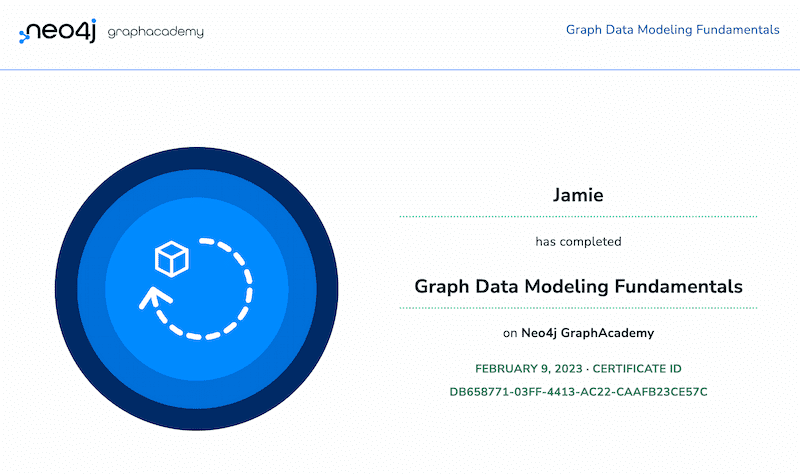 neo4j graphacademy
Graph Data Modeling Fundamentals
Jamie
has completed
Graph Data Modeling Fundamentals
on Neo4j GraphAcademy
FEBRUARY 9, 2023 · CERTIFICATE ID
DB658771-03FF-4413-AC22-CAAFB23CE57C